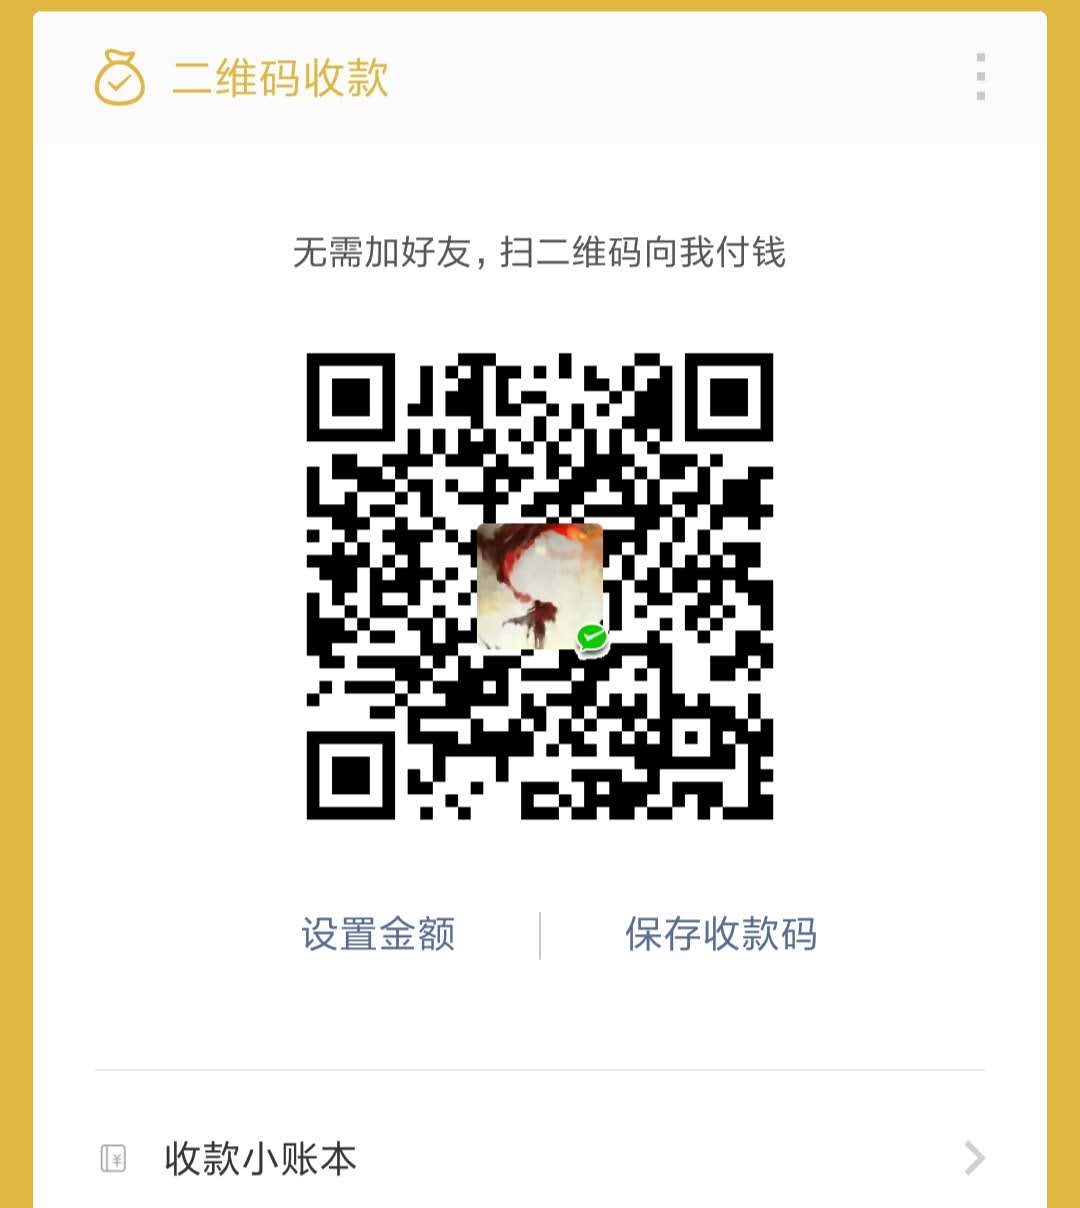 二维码收款
无需加好友，扫二维码向我付钱
设置金额
保存收款码
收款小账本